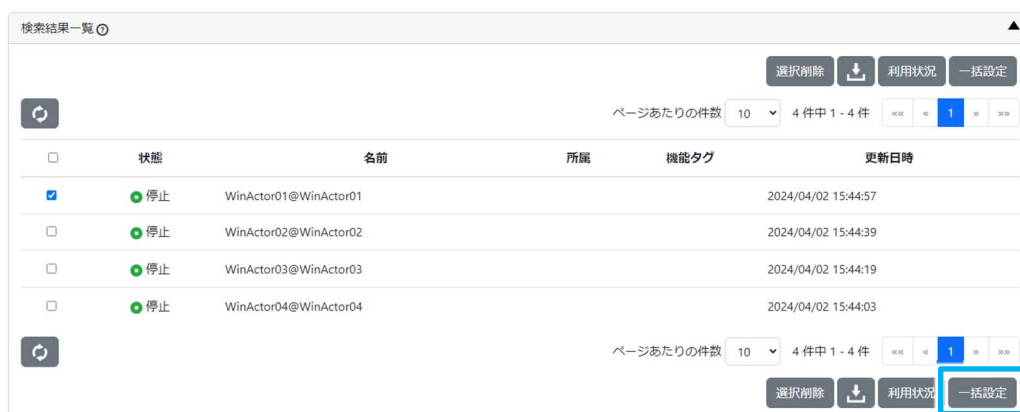 検索結果一覧 ?
選択削除 利用状況 一括設定
ページあたりの件数 10 4 件中 1 - 4 件 «« « 1 » »»
状態 名前 所属 機能タグ 更新日時
停止 WinActor01@WinActor01 2024/04/02 15:44:57
停止 WinActor02@WinActor02 2024/04/02 15:44:39
停止 WinActor03@WinActor03 2024/04/02 15:44:19
停止 WinActor04@WinActor04 2024/04/02 15:44:03
ページあたりの件数 10 4 件中 1 - 4 件 «« « 1 » »»
選択削除 利用状況 一括設定